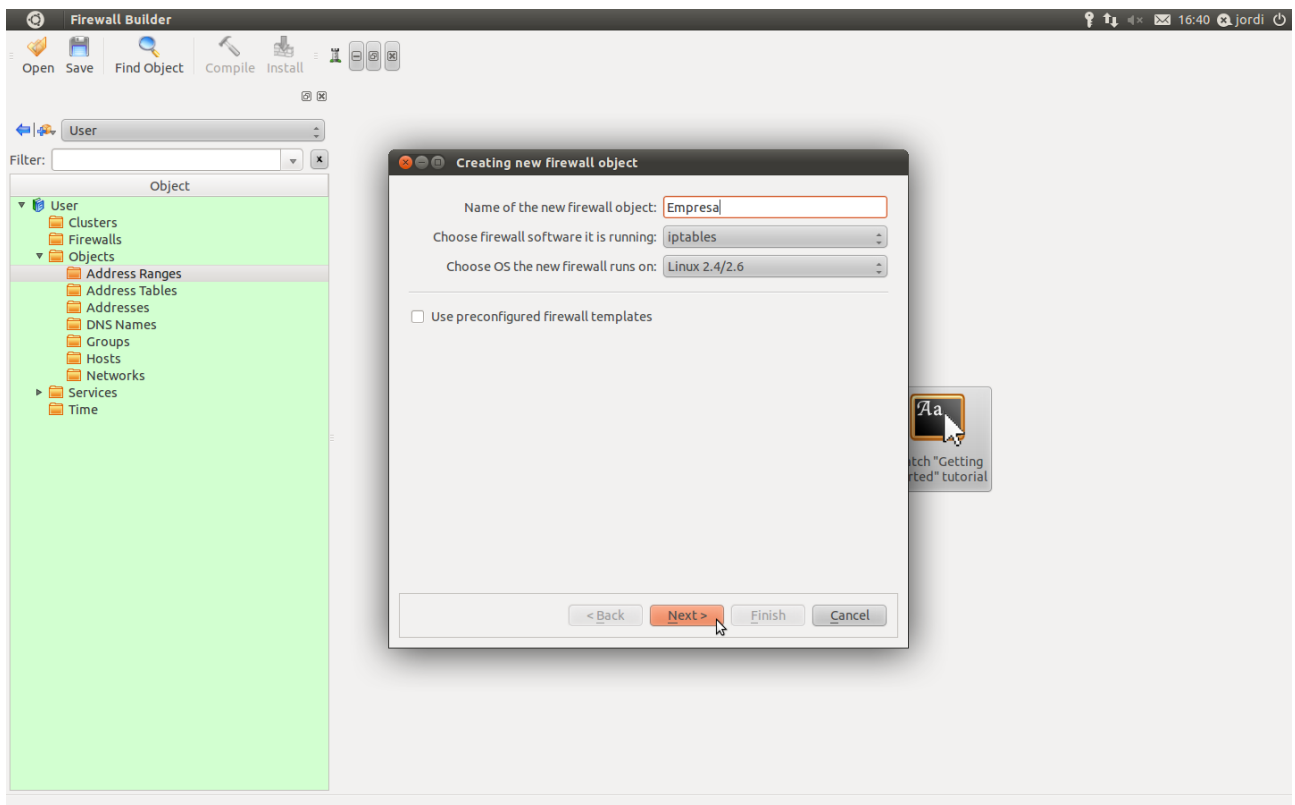 Firewall Builder
16:40 jordi
Open Save Find Object Compile Install
User
Filter:
Object
User
Clusters
Firewalls
Objects
Address Ranges
Address Tables
Addresses
DNS Names
Groups
Hosts
Networks
Services
Time
Creating new firewall object
Name of the new firewall object: Empresa
Choose firewall software it is running: iptables
Choose OS the new firewall runs on: Linux 2.4/2.6
Use preconfigured firewall templates
Aa
"Getting
tutorial
< Back Next > Finish Cancel